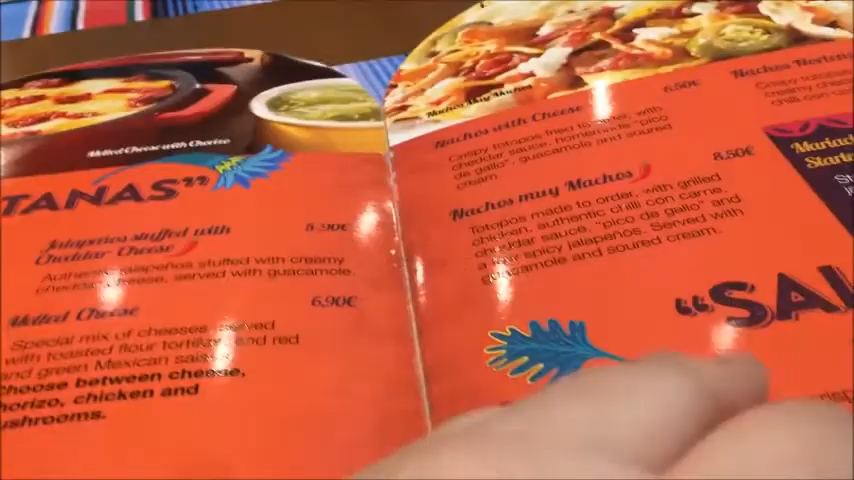 Melted Cheese with Chorizo
TANAS"
Jalapeños stuffed with
Cheddar Cheese
5,90€
Authentic jalapeños stuffed with creamy
cheese, served with guacamole.
Melted Cheese
6,90€
Special mix of cheeses, served
with toasted flour tortillas and red
and green Mexican salsas.
Choose between two cheese,
chorizo, chicken and
mushrooms.
Nachos Muy Machos
Nachos with Cheese
6,50€
Crispy totopos fried to order, with
cheddar sauce, homemade "pico
de gallo", guacamole and soured
cream.
Nachos muy Machos
8,50€
Totopos made to order, with grilled
chicken, authentic chilli con carne,
cheddar sauce, "pico de gallo" and
spicy jalapeños. Served with
guacamole and soured cream.
Nachos
Crispy totopos
creamy
chilli con
Mariachi
"SAL